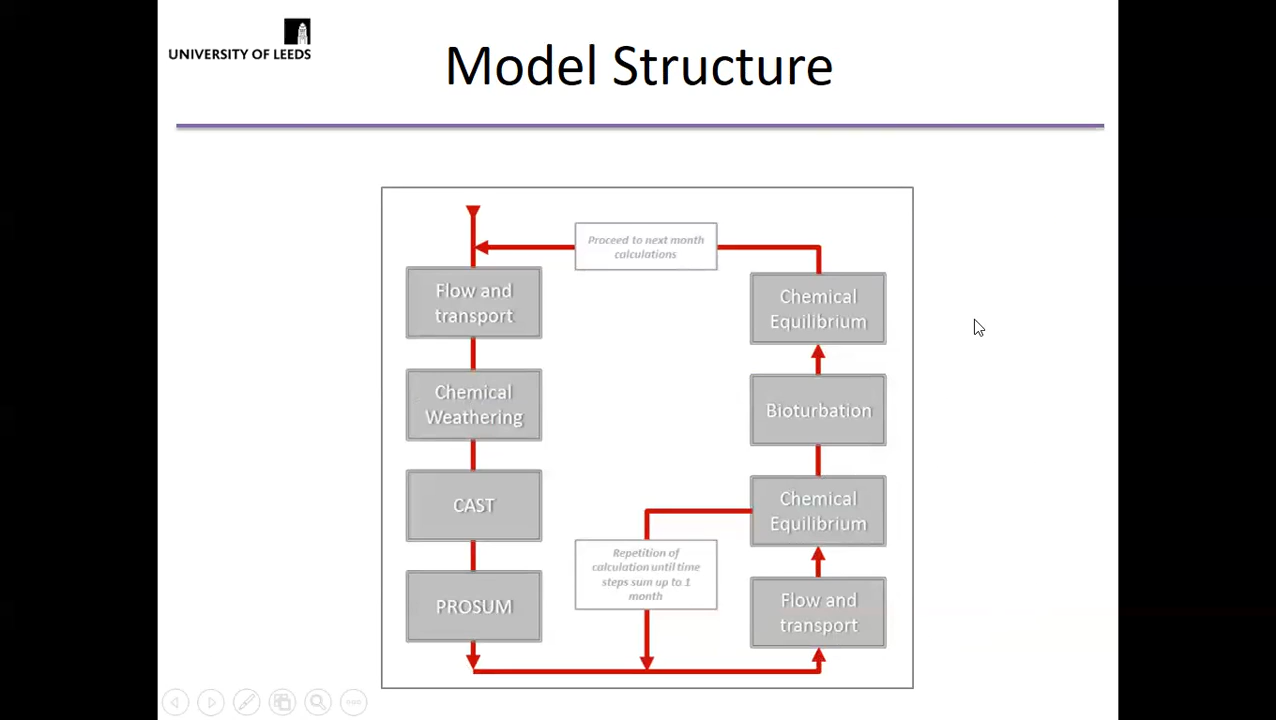 UNIVERSITY OF LEEDS
Model Structure
Proceed to next month
calculations
Flow and
transport
Chemical
Weathering
CAST
PROSUM
Chemical
Equilibrium
Bioturbation
Chemical
Equilibrium
Repetition of
calculation until time
steps sum up to 1
month
Flow and
transport